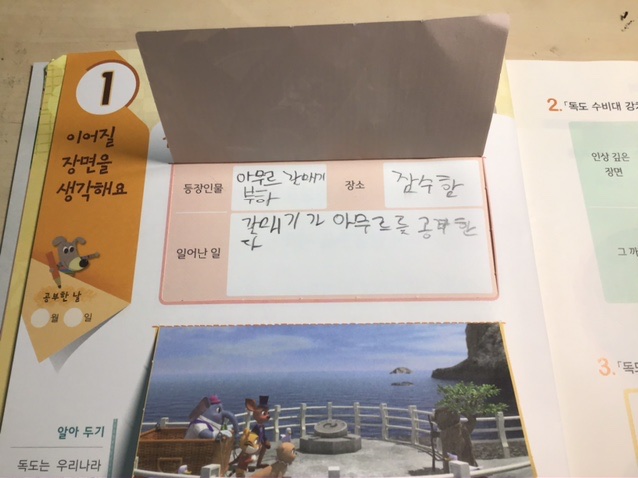 1
이어질
장면을
생각해요
공부한 날
월 일
등장인물
아무르 갈매기
부하
장소
잠수함
일어난 일
갈매기가 아무르를 공격한
다
알아 두기
독도는 우리나라
2. 「독도 수비대 강치
인상 깊은
장면
그 까
3. 「독도